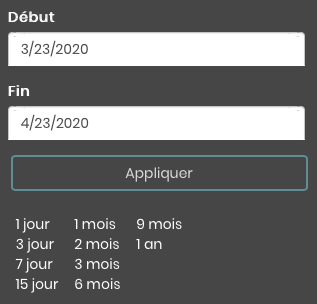 Début
3/23/2020
Fin
4/23/2020
Appliquer
1 jour 1 mois 9 mois
3 jour 2 mois 1 an
7 jour 3 mois
15 jour 6 mois